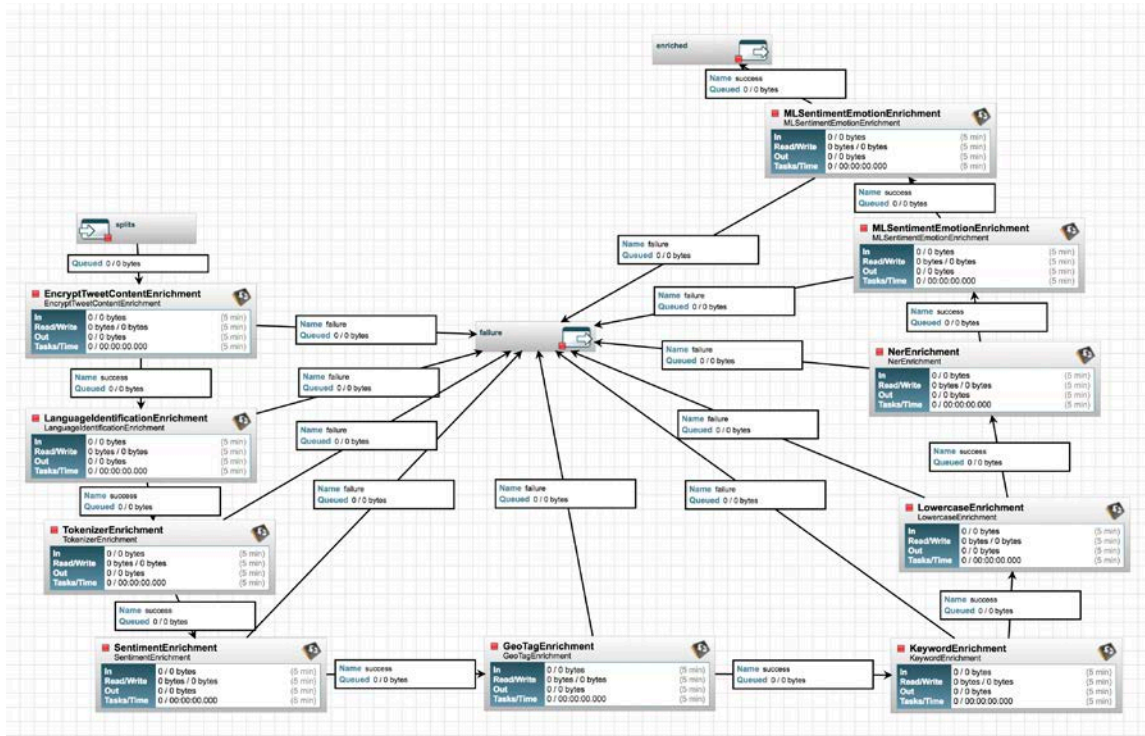 enriched
Name success
Queued 0 / 0 bytes
MLSentimentEmotionEnrichment
MLSentimentEmotionEnrichment
In 0 / 0 bytes (5 min)
Read/Write 0 bytes / 0 bytes (5 min)
Out 0 / 0 bytes (5 min)
Tasks/Time 0 / 00:00:00.000 (5 min)
Name success
Queued 0 / 0 bytes
splits
Queued 0 / 0 bytes
Name failure
Queued 0 / 0 bytes
MLSentimentEmotionEnrichment
MLSentimentEmotionEnrichment
In 0 / 0 bytes (5 min)
Read/Write 0 bytes / 0 bytes (5 min)
Out 0 / 0 bytes (5 min)
Tasks/Time 0 / 00:00:00.000 (5 min)
EncryptTweetContentEnrichment
EncryptTweetContentEnrichment
In 0 / 0 bytes (5 min)
Read/Write 0 bytes / 0 bytes (5 min)
Out 0 / 0 bytes (5 min)
Tasks/Time 0 / 00:00:00.000 (5 min)
Name failure
Queued 0 / 0 bytes
Name failure
Queued 0 / 0 bytes
failure
Name success
Queued 0 / 0 bytes
Name failure
Queued 0 / 0 bytes
NerEnrichment
NerEnrichment
In 0 / 0 bytes (5 min)
Read/Write 0 bytes / 0 bytes (5 min)
Out 0 / 0 bytes (5 min)
Tasks/Time 0 / 00:00:00.000 (5 min)
Name success
Queued 0 / 0 bytes
Name failure
Queued 0 / 0 bytes
LanguageIdentificationEnrichment
LanguageIdentificationEnrichment
In 0 / 0 bytes (5 min)
Read/Write 0 bytes / 0 bytes (5 min)
Out 0 / 0 bytes (5 min)
Tasks/Time 0 / 00:00:00.000 (5 min)
Name failure
Queued 0 / 0 bytes
Name failure
Queued 0 / 0 bytes
Name success
Queued 0 / 0 bytes
Name success
Queued 0 / 0 bytes
Name failure
Queued 0 / 0 bytes
Name failure
Queued 0 / 0 bytes
Name failure
Queued 0 / 0 bytes
LowercaseEnrichment
LowercaseEnrichment
In 0 / 0 bytes (5 min)
Read/Write 0 bytes / 0 bytes (5 min)
Out 0 / 0 bytes (5 min)
Tasks/Time 0 / 00:00:00.000 (5 min)
TokenizerEnrichment
TokenizerEnrichment
In 0 / 0 bytes (5 min)
Read/Write 0 bytes / 0 bytes (5 min)
Out 0 / 0 bytes (5 min)
Tasks/Time 0 / 00:00:00.000 (5 min)
Name success
Queued 0 / 0 bytes
Name success
Queued 0 / 0 bytes
SentimentEnrichment
SentimentEnrichment
In 0 / 0 bytes (5 min)
Read/Write 0 bytes / 0 bytes (5 min)
Out 0 / 0 bytes (5 min)
Tasks/Time 0 / 00:00:00.000 (5 min)
Name success
Queued 0 / 0 bytes
GeoTagEnrichment
GeoTagEnrichment
In 0 / 0 bytes (5 min)
Read/Write 0 bytes / 0 bytes (5 min)
Out 0 / 0 bytes (5 min)
Tasks/Time 0 / 00:00:00.000 (5 min)
Name success
Queued 0 / 0 bytes
KeywordEnrichment
KeywordEnrichment
In 0 / 0 bytes (5 min)
Read/Write 0 bytes / 0 bytes (5 min)
Out 0 / 0 bytes (5 min)
Tasks/Time 0 / 00:00:00.000 (5 min)